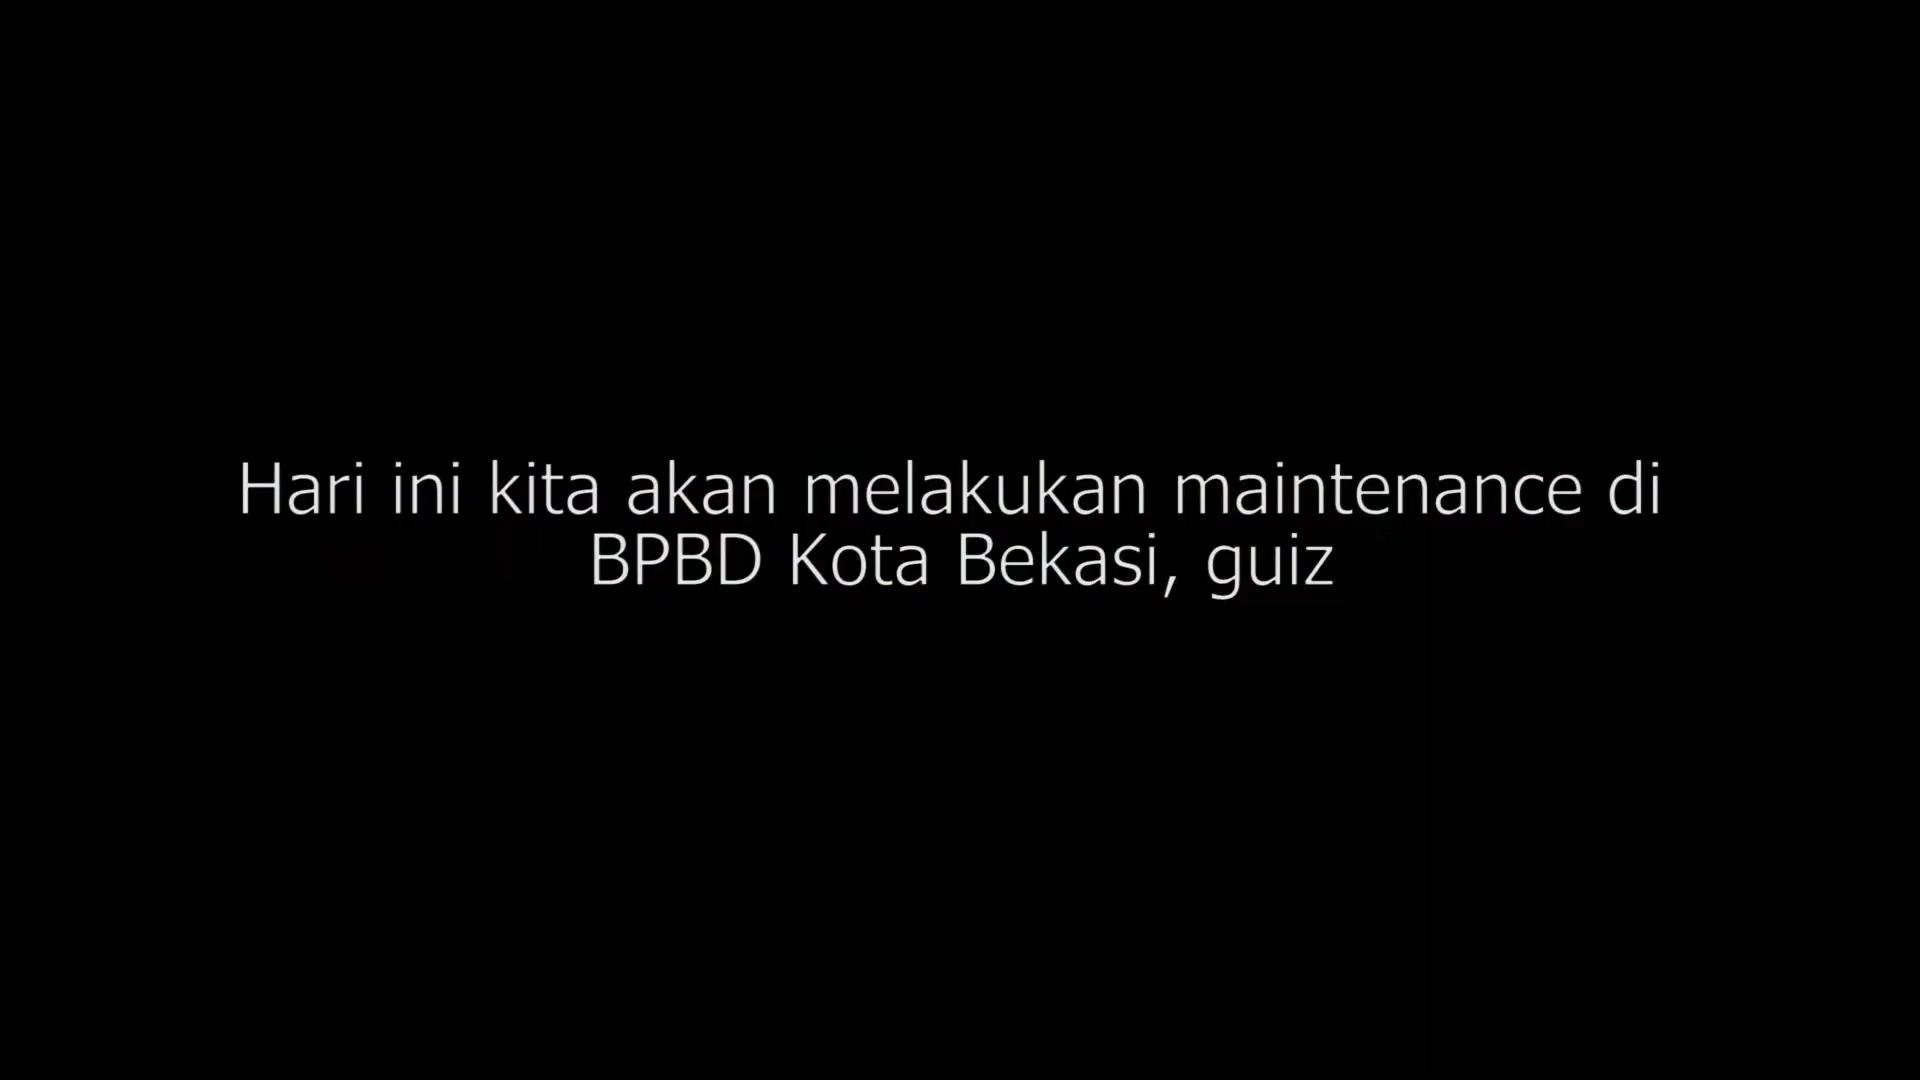 Hari ini kita akan melakukan maintenance di
BPBD Kota Bekasi, guiz